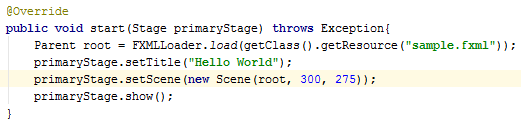 @Override
public void start(Stage primaryStage) throws Exception{
    Parent root = FXMLLoader.load(getClass().getResource("sample.fxml"));
    primaryStage.setTitle("Hello World");
    primaryStage.setScene(new Scene(root, 300, 275));
    primaryStage.show();
}